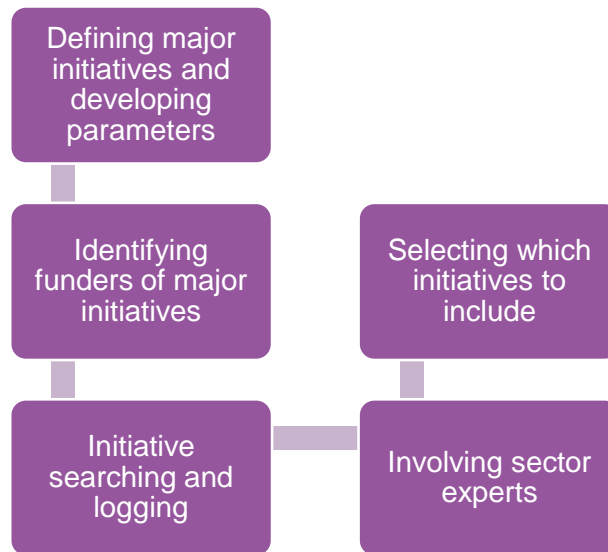 Defining major
initiatives and
developing
parameters
Identifying
funders of major
initiatives
Initiative
searching and
logging
Involving sector
experts
Selecting which
initiatives to
include